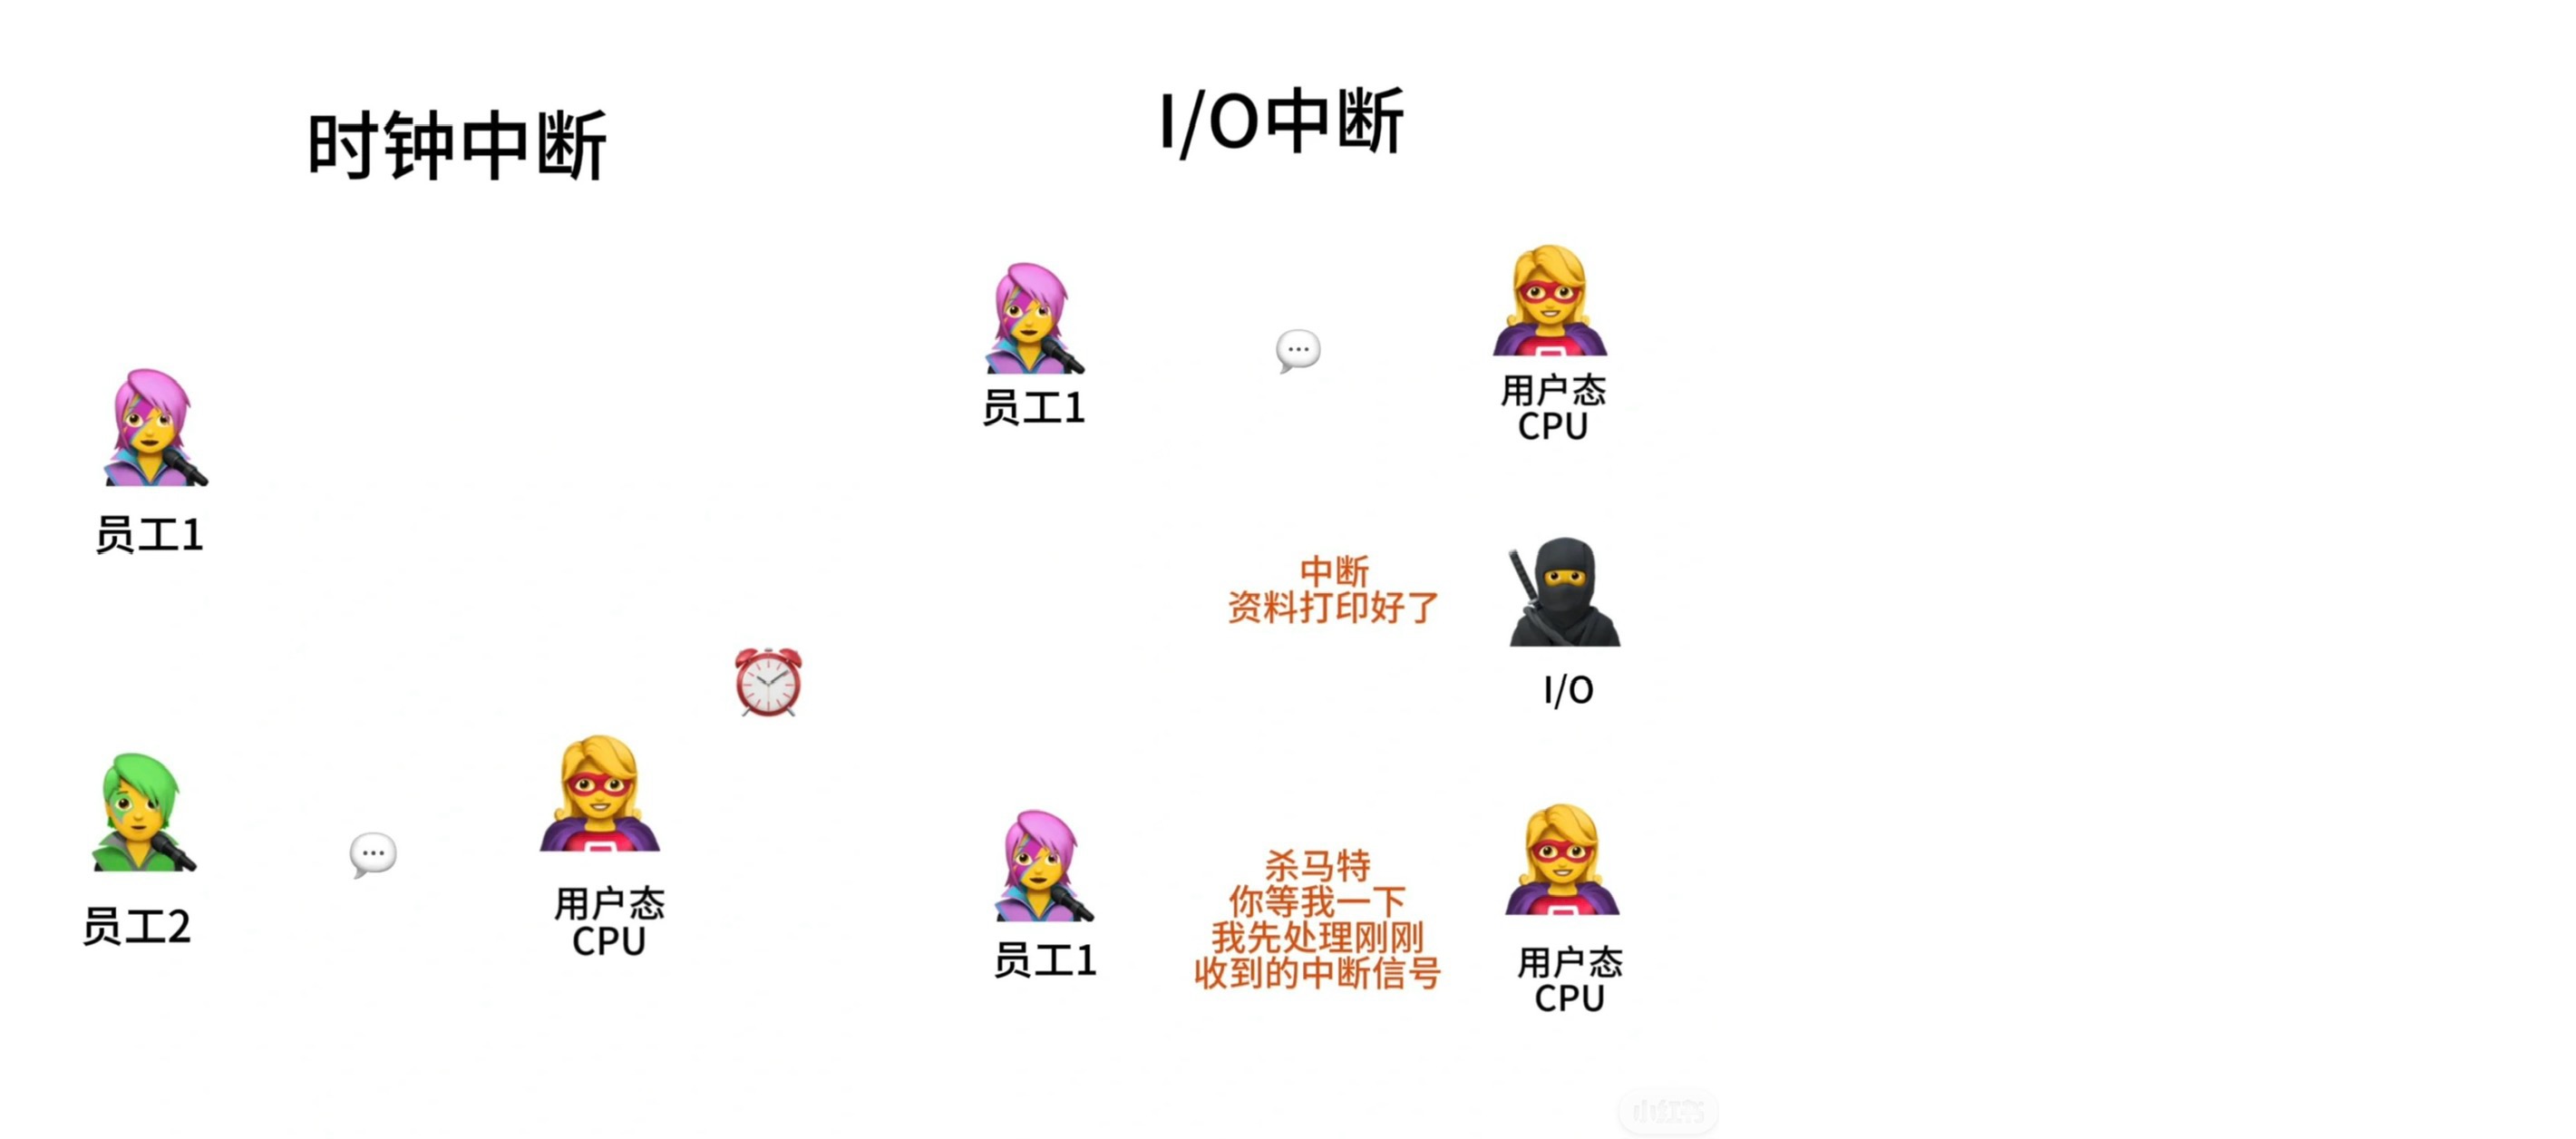 时钟中断
员工1
员工2
用户态
CPU
I/O中断
员工1
用户态
CPU
中断
资料打印好了
I/O
员工1
杀马特
你等我一下
我先处理刚刚
收到的中断信号
用户态
CPU
小红书